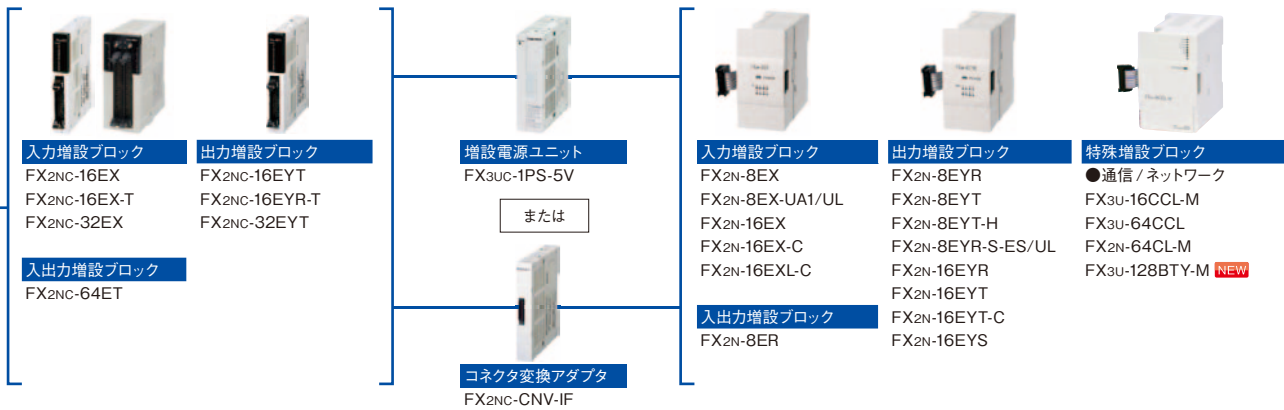 入力増設ブロック
FX2NC-16EX
FX2NC-16EX-T
FX2NC-32EX
入出力増設ブロック
FX2NC-64ET
出力増設ブロック
FX2NC-16EYT
FX2NC-16EYR-T
FX2NC-32EYT
増設電源ユニット
FX3UC-1PS-5V
または
コネクタ変換アダプタ
FX2NC-CNV-IF
入力増設ブロック
FX2N-8EX
FX2N-8EX-UA1/UL
FX2N-16EX
FX2N-16EX-C
FX2N-16EXL-C
入出力増設ブロック
FX2N-8ER
出力増設ブロック
FX2N-8EYR
FX2N-8EYT
FX2N-8EYT-H
FX2N-8EYR-S-ES/UL
FX2N-16EYR
FX2N-16EYT
FX2N-16EYT-C
FX2N-16EYS
特殊増設ブロック
●通信 / ネットワーク
FX3U-16CCL-M
FX3U-64CCL
FX2N-64CL-M
FX3U-128BTY-M NEW